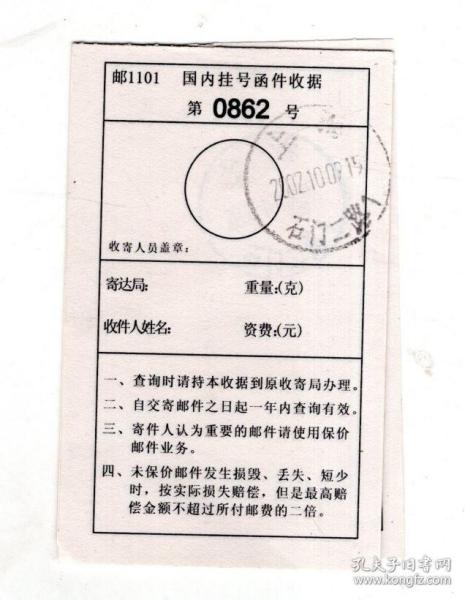 邮1101 国内挂号函件收据
第 0862 号
上海
2002.10.09.15
石门二路1
收寄人员盖章：
寄达局：
重量：(克)
收件人姓名：
资费：(元)
一、查询时请持本收据到原收寄局办理。
二、自交寄邮件之日起一年内查询有效。
三、寄件人认为重要的邮件请使用保价
邮件业务。
四、未保价邮件发生损毁、丢失、短少
时，按实际损失赔偿，但是最高赔
偿金额不超过所付邮费的二倍。
孔夫子旧书网
www.kongfz.com